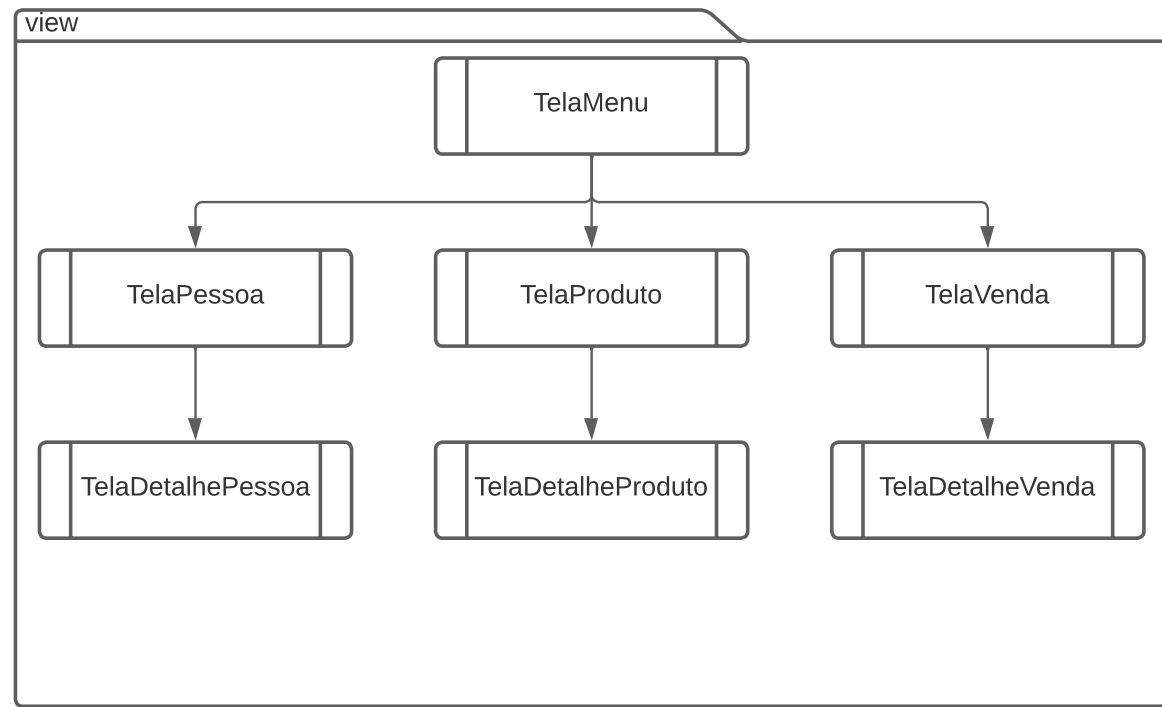 view
TelaMenu
TelaPessoa
TelaProduto
TelaVenda
TelaDetalhePessoa
TelaDetalheProduto
TelaDetalheVenda